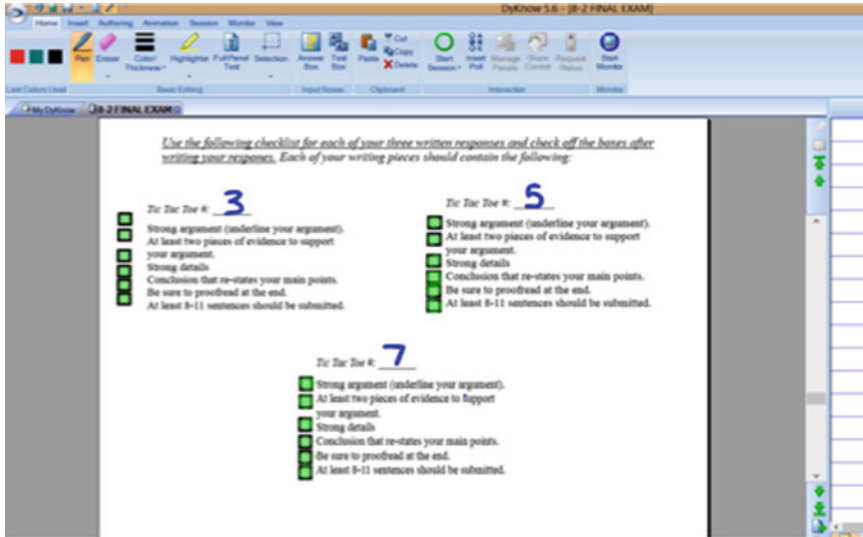 DyKnow 5.6 - [8-2 FINAL EXAM]
Home Insert Authoring Animation Session Monitor View
Pen Eraser Color/ Thickness Highlighter Full Panel Text Selection Answer Box Text Box Paste Cut Copy Delete Start Session Insert Poll Manage Panels Share Control Request Status Start Monitor
Last Colors Used Basic Editing Input Boxes Clipboard Interaction Monitor
My DyKnow 8-2 FINAL EXAM
Use the following checklist for each of your three written responses and check off the boxes after
writing your respones. Each of your writing pieces should contain the following:
Tic Tac Toe #: 3
Strong argument (underline your argument).
At least two pieces of evidence to support
your argument.
Strong details
Conclusion that re-states your main points.
Be sure to proofread at the end.
At least 8-11 sentences should be submitted.
Tic Tac Toe #: 5
Strong argument (underline your argument).
At least two pieces of evidence to support
your argument.
Strong details
Conclusion that re-states your main points.
Be sure to proofread at the end.
At least 8-11 sentences should be submitted.
Tic Tac Toe #: 7
Strong argument (underline your argument).
At least two pieces of evidence to support
your argument.
Strong details
Conclusion that re-states your main points.
Be sure to proofread at the end.
At least 8-11 sentences should be submitted.